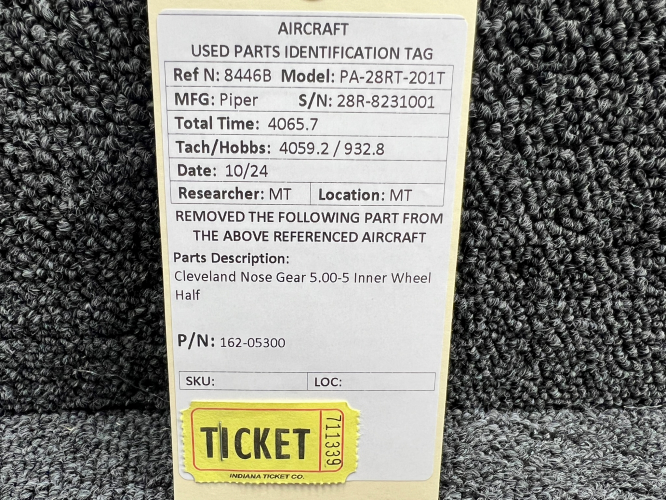 AIRCRAFT
USED PARTS IDENTIFICATION TAG
Ref N: 8446B Model: PA-28RT-201T
MFG: Piper S/N: 28R-8231001
Total Time: 4065.7
Tach/Hobbs: 4059.2 / 932.8
Date: 10/24
Researcher: MT Location: MT
REMOVED THE FOLLOWING PART FROM
THE ABOVE REFERENCED AIRCRAFT
Parts Description:
Cleveland Nose Gear 5.00-5 Inner Wheel
Half
P/N: 162-05300
SKU: LOC:
TICKET
711339
INDIANA TICKET CO.